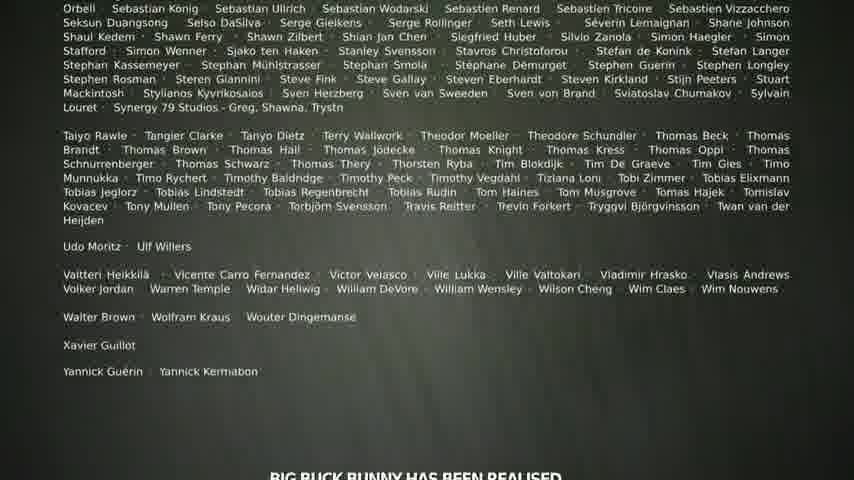 Orbell · Sebastian König · Sebastian Ullrich · Sebastian Wodarski · Sebastien Renard · Sebastien Tricoire · Sebastien Vizzacchero
Seksun Duangsong · Selso DaSilva · Serge Gielkens · Serge Rollinger · Seth Lewis · Séverin Lemaignan · Shane Johnson
Shaul Kedem · Shawn Ferry · Shawn Zilbert · Shian Jan Chen · Siegfried Huber · Silvio Zanola · Simon Haegler · Simon
Stafford · Simon Wenner · Sjako ten Haken · Stanley Svensson · Stavros Christoforou · Stefan de Konink · Stefan Langer
Stephan Kassemeyer · Stephan Mühlstrasser · Stephan Smola · Stéphane Démurget · Stephen Guerin · Stephen Longley
Stephen Rosman · Steren Giannini · Steve Fink · Steve Gallay · Steven Eberhardt · Steven Kirkland · Stijn Peeters · Stuart
Mackintosh · Stylianos Kyvrikosaios · Sven Herzberg · Sven van Sweeden · Sven von Brand · Sviatoslav Chumakov · Sylvain
Louret · Synergy 79 Studios - Greg, Shawna, Trystn
Taiyo Rawle · Tangier Clarke · Tanyo Dietz · Terry Wallwork · Theodor Moeller · Theodore Schundler · Thomas Beck · Thomas
Brandt · Thomas Brown · Thomas Hall · Thomas Jödecke · Thomas Knight · Thomas Kress · Thomas Oppl · Thomas
Schnurrenberger · Thomas Schwarz · Thomas Thery · Thorsten Ryba · Tim Blokdijk · Tim De Graeve · Tim Gies · Timo
Munnukka · Timo Rychert · Timothy Baldridge · Timothy Peck · Timothy Vegdahl · Tiziana Loni · Tobi Zimmer · Tobias Elixmann
Tobias Jeglorz · Tobias Lindstedt · Tobias Regenbrecht · Tobias Rudin · Tom Haines · Tom Musgrove · Tomas Hajek · Tomislav
Kovacev · Tony Mullen · Tony Pecora · Torbjörn Svensson · Travis Reitter · Trevin Forkert · Tryggvi Björgvinsson · Twan van der
Heijden
Udo Moritz · Ulf Willers
Valtteri Heikkilä · Vicente Carro Fernandez · Victor Velasco · Ville Lukka · Ville Valtokari · Vladimir Hrasko · Vlasis Andrews
Volker Jordan · Warren Temple · Widar Hellwig · William DeVore · William Wensley · Wilson Cheng · Wim Claes · Wim Nouwens
Walter Brown · Wolfram Kraus · Wouter Dingemanse
Xavier Guillot
Yannick Guérin · Yannick Kermabon
BIG BUCK BUNNY HAS BEEN REALISED